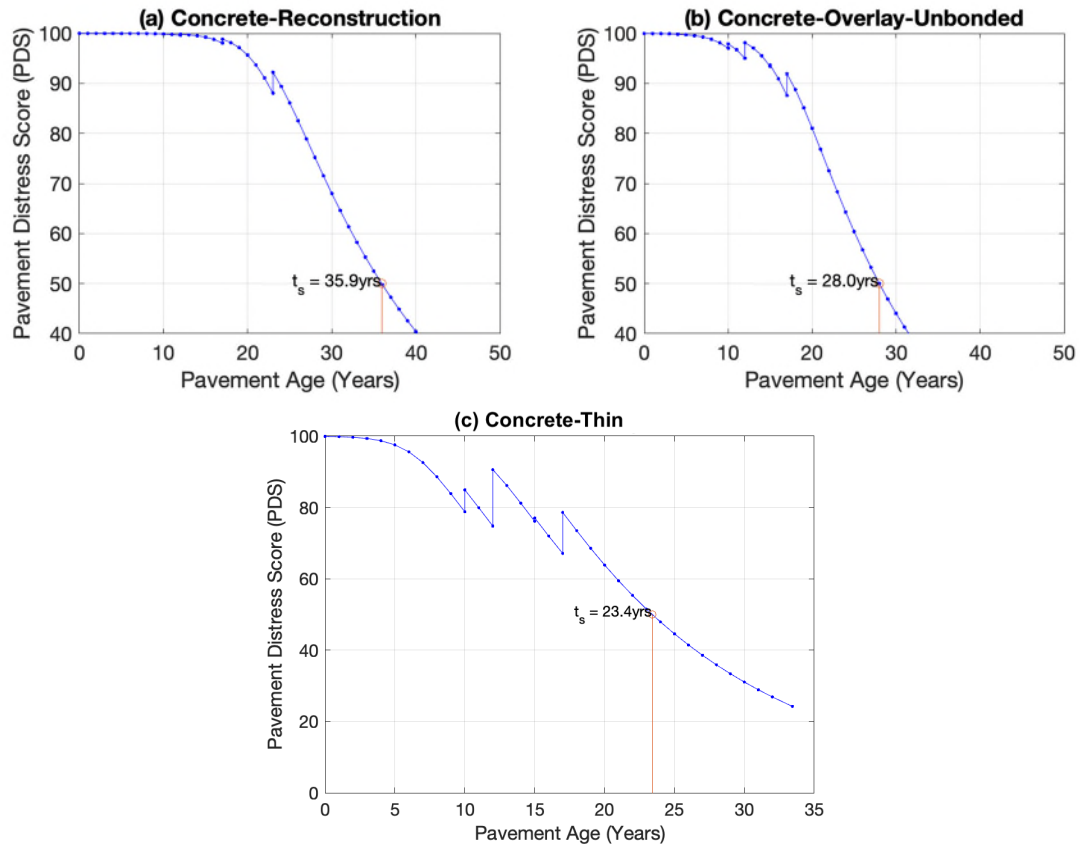 (a) Concrete-Reconstruction
Pavement Distress Score (PDS)
100
90
80
70
60
50
40
t_s = 35.9yrs
0 10 20 30 40 50
Pavement Age (Years)
(b) Concrete-Overlay-Unbonded
Pavement Distress Score (PDS)
100
90
80
70
60
50
40
t_s = 28.0yrs
0 10 20 30 40 50
Pavement Age (Years)
(c) Concrete-Thin
Pavement Distress Score (PDS)
100
80
60
40
20
0
t_s = 23.4yrs
0 5 10 15 20 25 30 35
Pavement Age (Years)